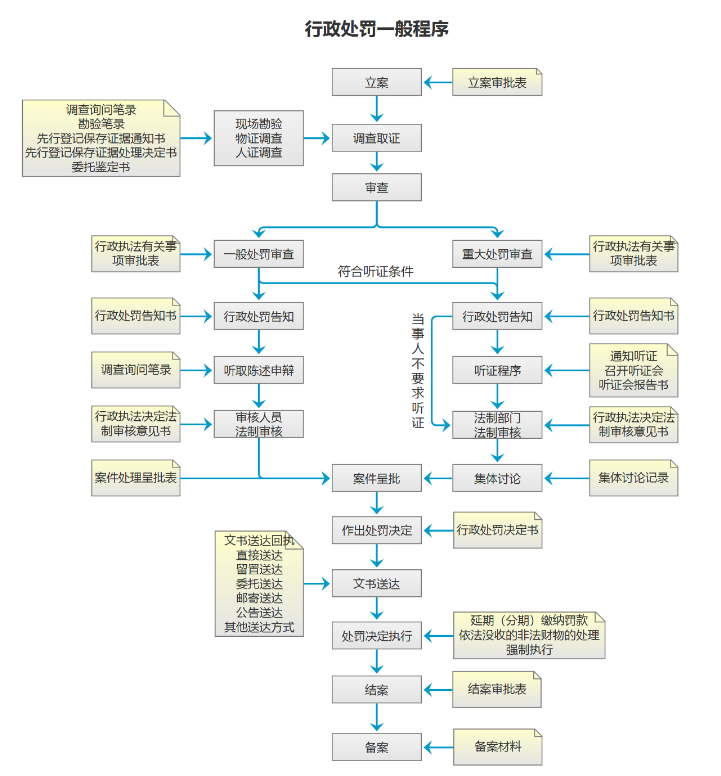 行政处罚一般程序
立案
立案审批表
调查询问笔录
勘验笔录
先行登记保存证据通知书
先行登记保存证据处理决定书
委托鉴定书
现场勘验
物证调查
人证调查
调查取证
审查
行政执法有关事
项审批表
一般处罚审查
重大处罚审查
行政执法有关事
项审批表
符合听证条件
行政处罚告知书
行政处罚告知
当事人不要求听证
行政处罚告知
行政处罚告知书
调查询问笔录
听取陈述申辩
听证程序
通知听证
召开听证会
听证会报告书
行政执法决定法
制审核意见书
审核人员
法制审核
法制部门
法制审核
行政执法决定法
制审核意见书
案件处理呈批表
案件呈批
集体讨论
集体讨论记录
作出处罚决定
行政处罚决定书
文书送达回执
直接送达
留置送达
委托送达
邮寄送达
公告送达
其他送达方式
文书送达
处罚决定执行
延期（分期）缴纳罚款
依法没收的非法财物的处理
强制执行
结案
结案审批表
备案
备案材料